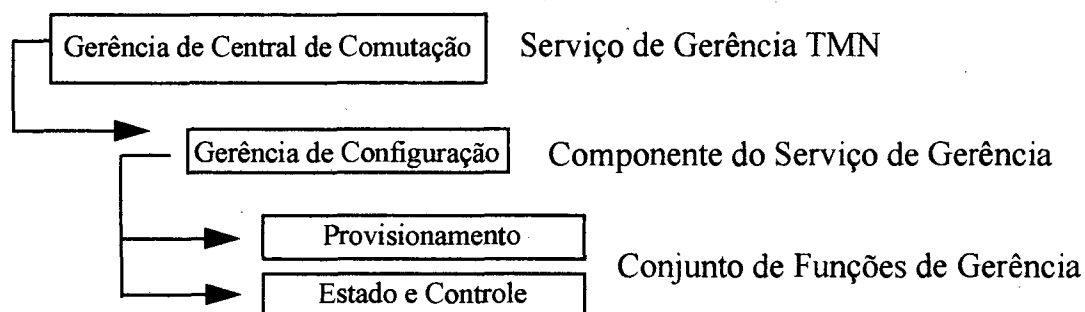 Gerência de Central de Comutação Serviço de Gerência TMN
Gerência de Configuração Componente do Serviço de Gerência
Provisionamento
Conjunto de Funções de Gerência
Estado e Controle